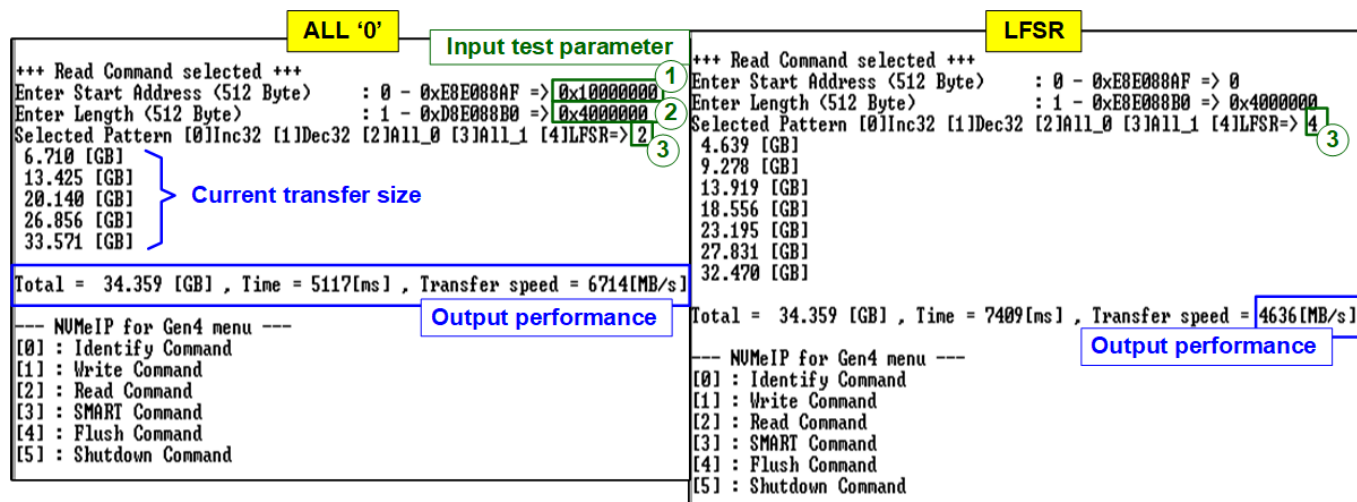 ALL ‘0’
Input test parameter
+++ Read Command selected +++
1
Enter Start Address (512 Byte) : 0 - 0xE8E088AF => 0x10000000
Enter Length (512 Byte) : 1 - 0xD8E088B0 => 0x4000000
2
Selected Pattern [0]Inc32 [1]Dec32 [2]All_0 [3]All_1 [4]LFSR=> 2
3
6.710 [GB]
13.425 [GB]
20.140 [GB]
26.856 [GB]
33.571 [GB]
Current transfer size
Total = 34.359 [GB] , Time = 5117[ms] , Transfer speed = 6714[MB/s]
Output performance
--- NVMeIP for Gen4 menu ---
[0] : Identify Command
[1] : Write Command
[2] : Read Command
[3] : SMART Command
[4] : Flush Command
[5] : Shutdown Command
LFSR
+++ Read Command selected +++
Enter Start Address (512 Byte) : 0 - 0xE8E088AF => 0
Enter Length (512 Byte) : 1 - 0xE8E088B0 => 0x4000000
Selected Pattern [0]Inc32 [1]Dec32 [2]All_0 [3]All_1 [4]LFSR=> 4
3
4.639 [GB]
9.278 [GB]
13.919 [GB]
18.556 [GB]
23.195 [GB]
27.831 [GB]
32.470 [GB]
Total = 34.359 [GB] , Time = 7409[ms] , Transfer speed = 4636[MB/s]
Output performance
--- NVMeIP for Gen4 menu ---
[0] : Identify Command
[1] : Write Command
[2] : Read Command
[3] : SMART Command
[4] : Flush Command
[5] : Shutdown Command